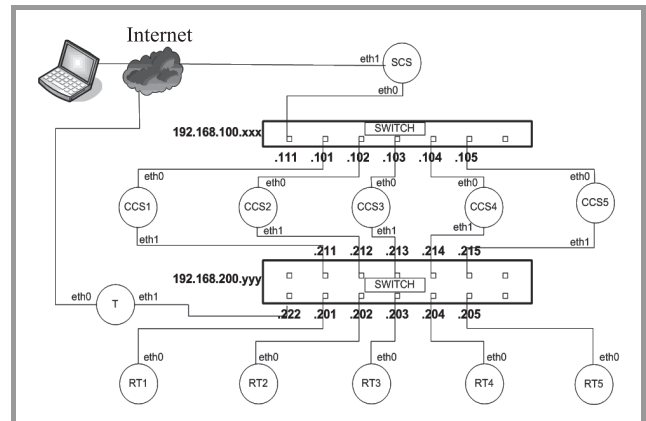 Internet
eth1
SCS
eth0
SWITCH
192.168.100.xxx
.111 .101 .102 .103 .104 .105
eth0 eth0 eth0 eth0 eth0
CCS1 CCS2 CCS3 CCS4 CCS5
eth1 eth1 eth1 eth1 eth1
.211 .212 .213 .214 .215
192.168.200.yyy
SWITCH
eth0 T eth1
.222 .201 .202 .203 .204 .205
eth0 eth0 eth0 eth0 eth0
RT1 RT2 RT3 RT4 RT5